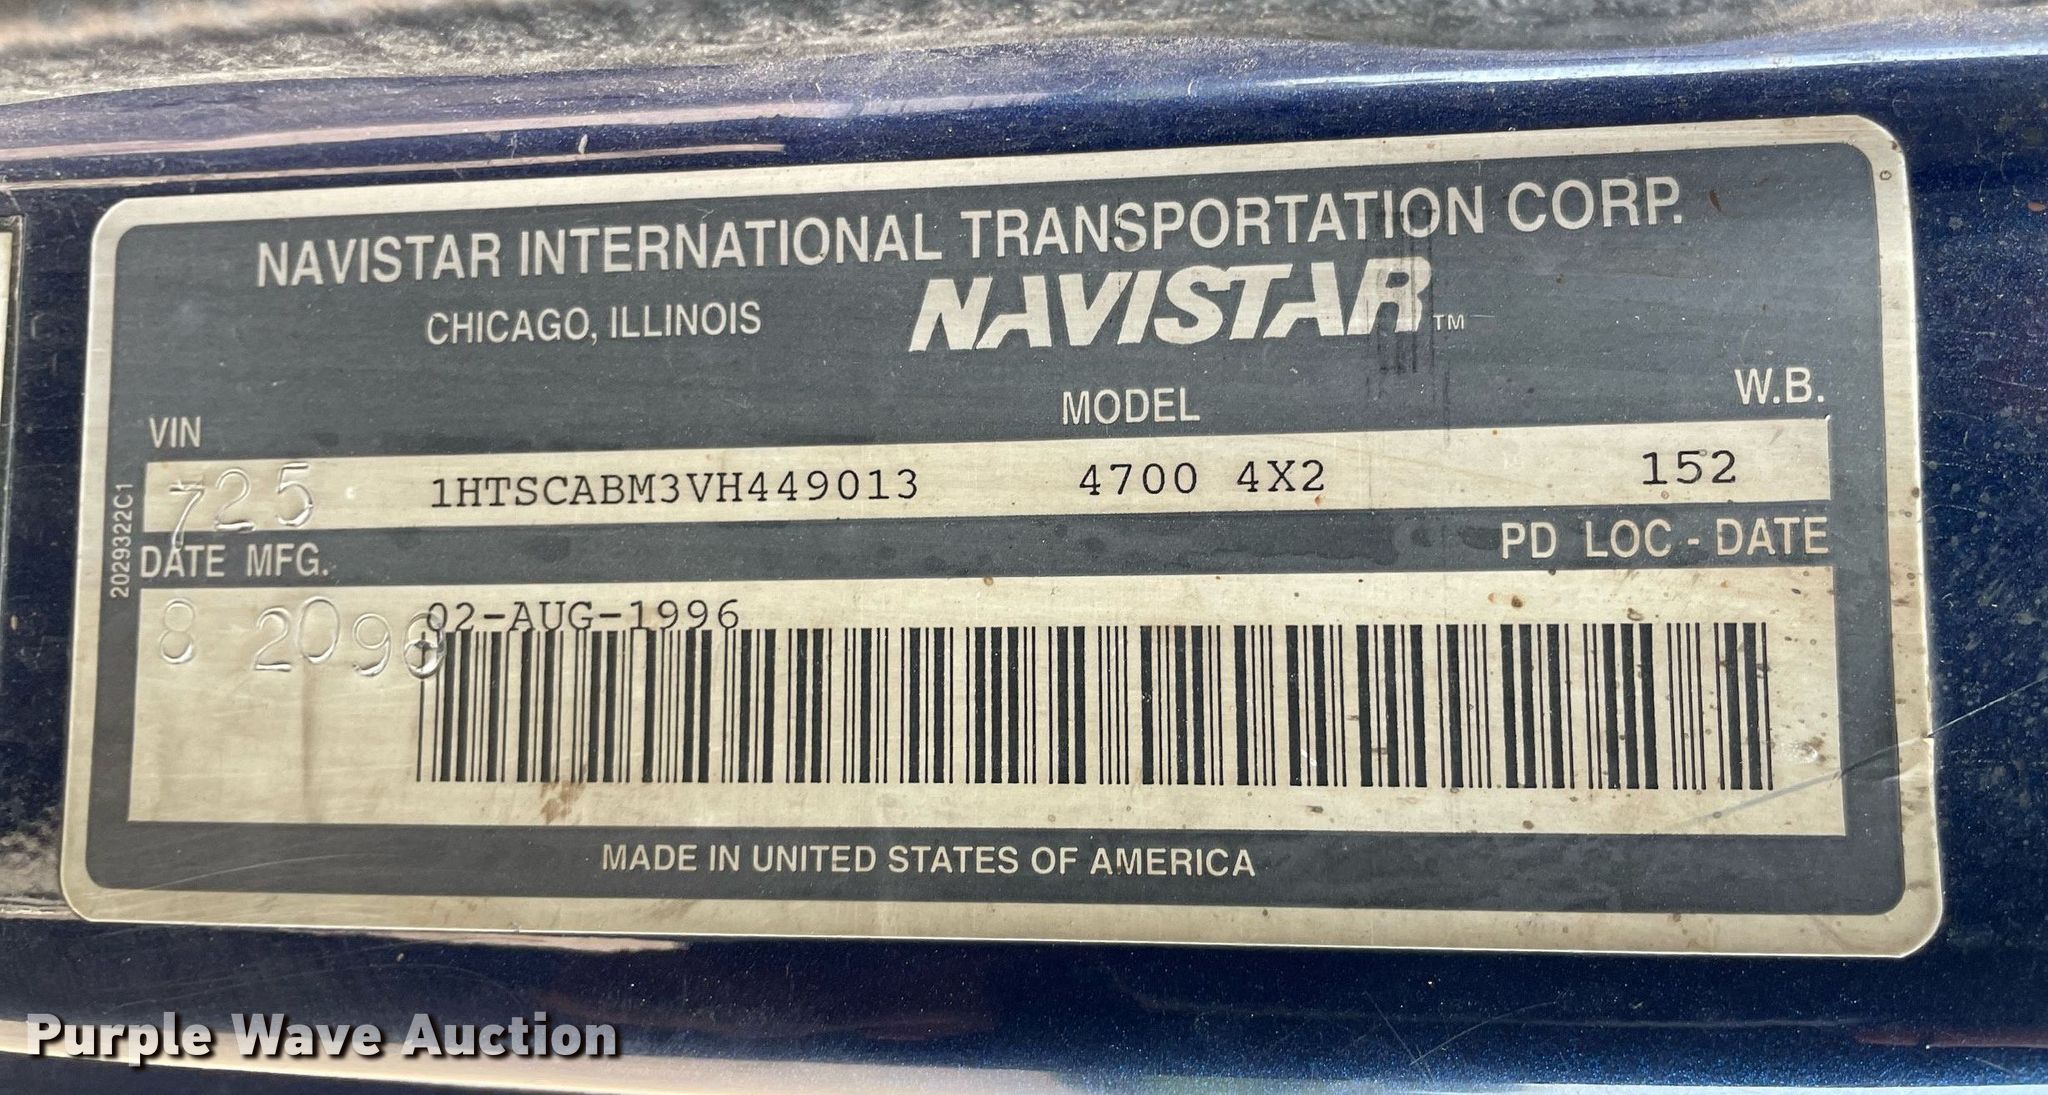 NAVISTAR INTERNATIONAL TRANSPORTATION CORP.
CHICAGO, ILLINOIS NAVISTAR™
VIN MODEL W.B.
725 1HTSCABM3VH449013 4700 4X2 152
2029322C1
DATE MFG. PD LOC - DATE
8 2096 02-AUG-1996
MADE IN UNITED STATES OF AMERICA
Purple Wave Auction